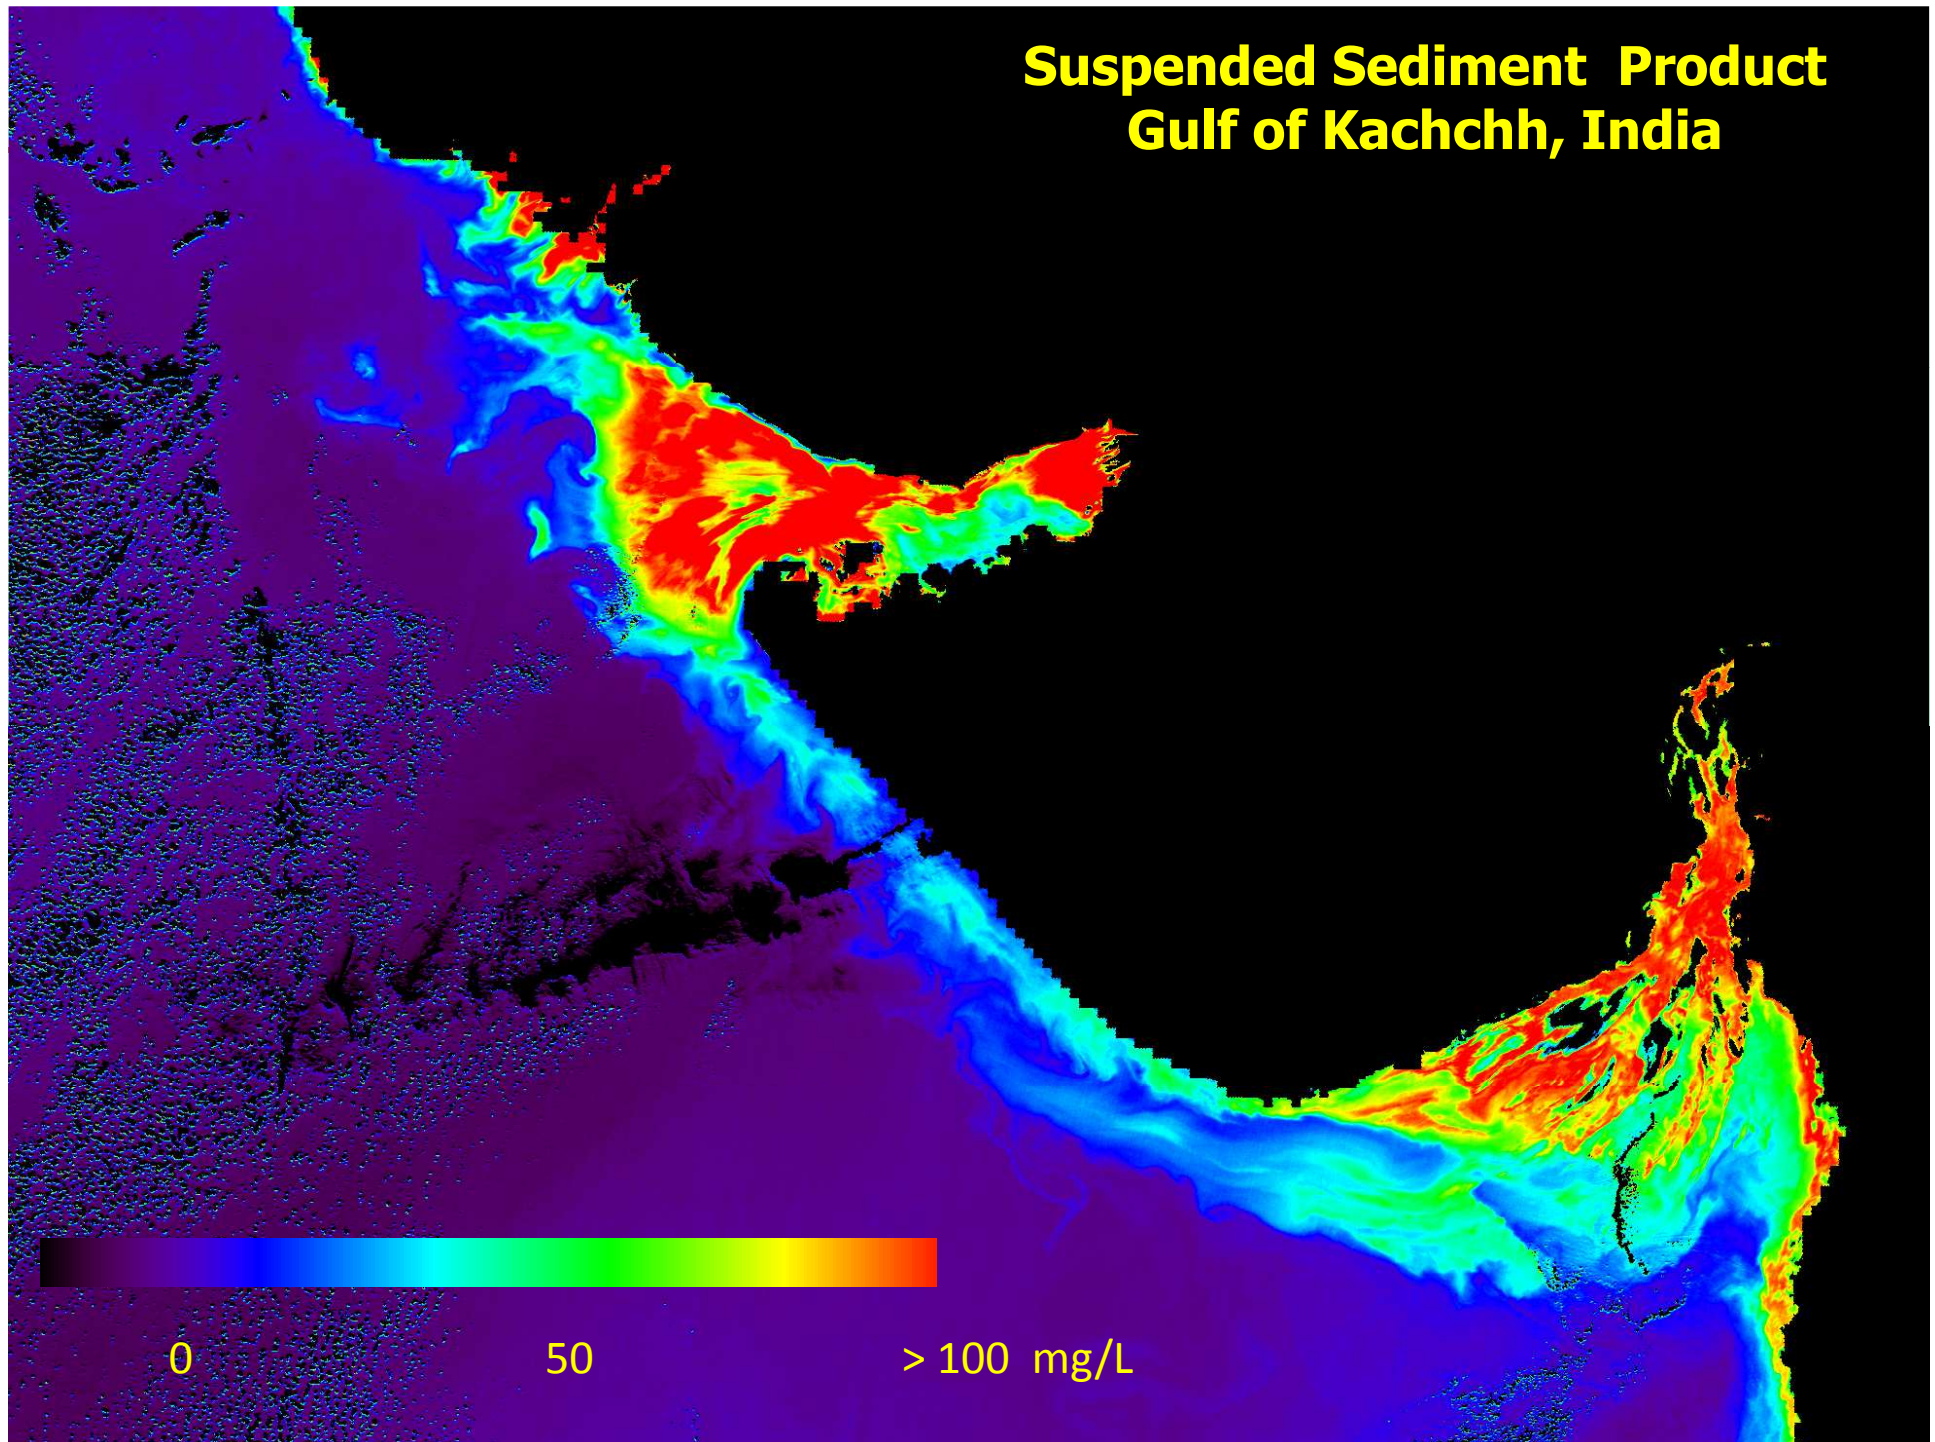 Suspended Sediment Product
Gulf of Kachchh, India
0 50 > 100 mg/L